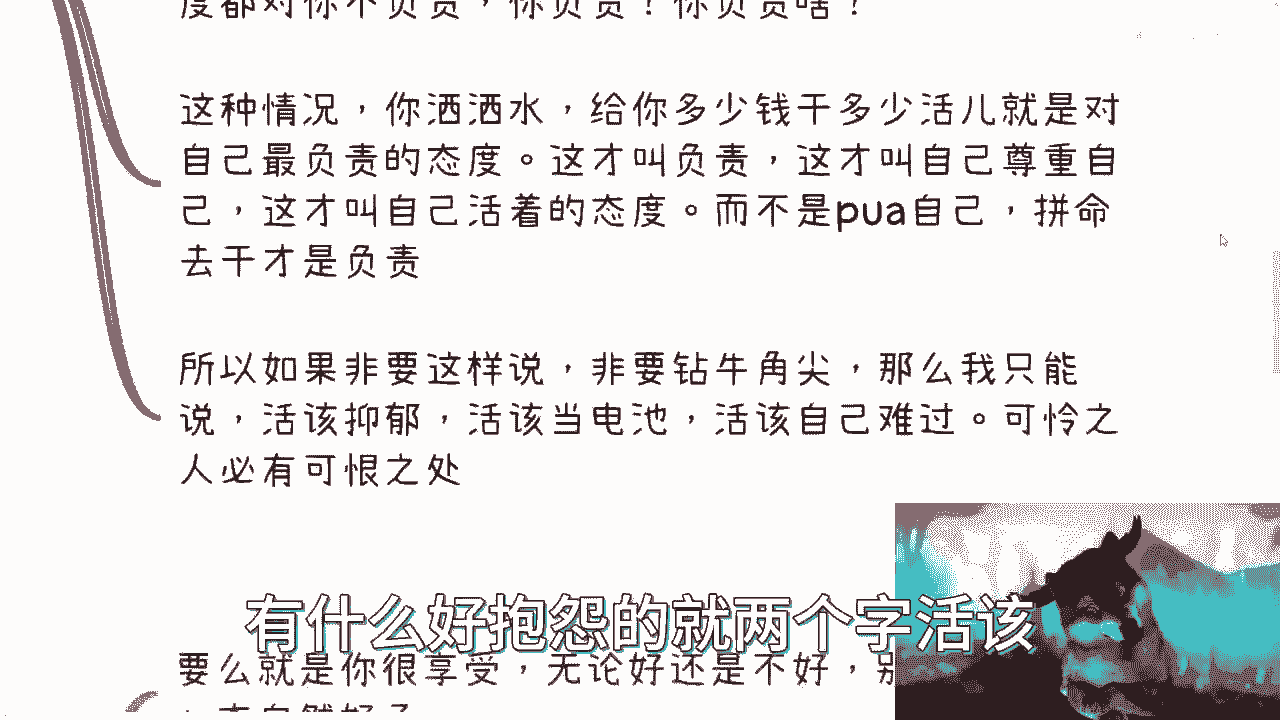 度都对你不负责，你负责？你负责啥？
这种情况，你洒洒水，给你多少钱干多少活儿就是对
自己最负责的态度。这才叫负责，这才叫自己尊重自
己，这才叫自己活着的态度。而不是pua自己，拼命
去干才是负责
所以如果非要这样说，非要钻牛角尖，那么我只能
说，活该抑郁，活该当电池，活该自己难过。可怜之
人必有可恨之处
有什么好抱怨的就两个字活该
要么就是你很享受，无论好还是不好，别